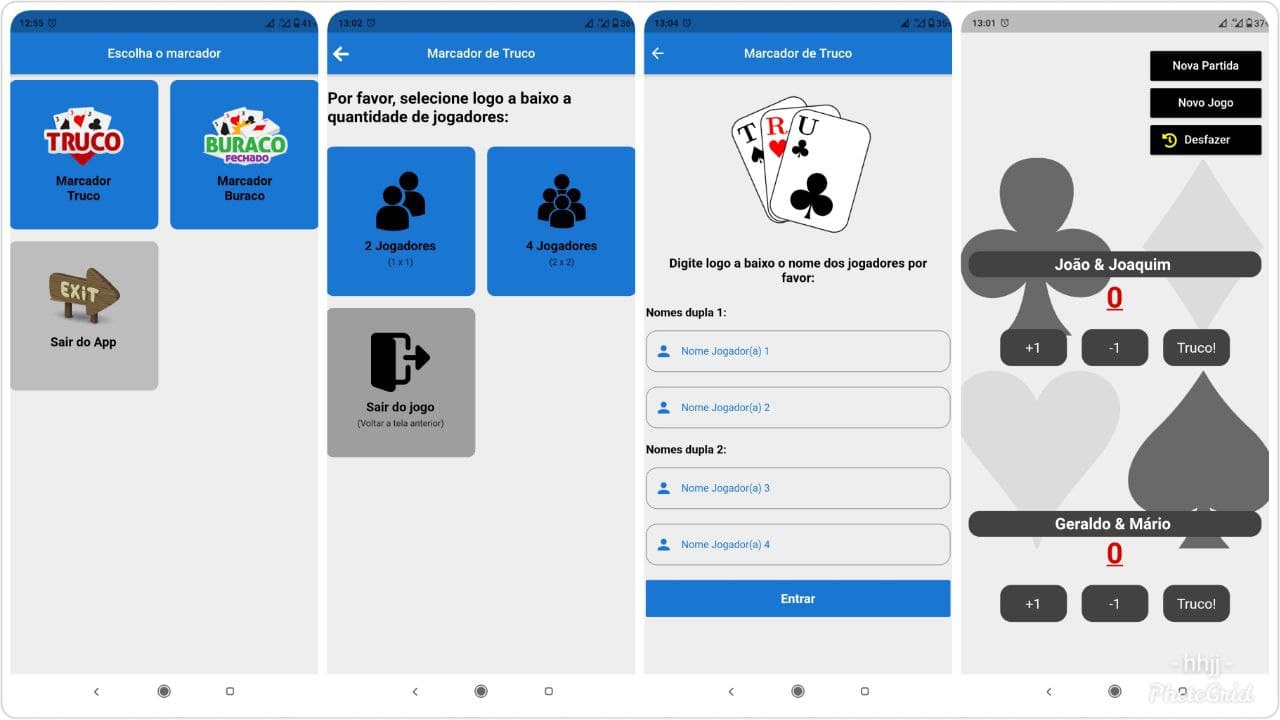 12:55
41
Escolha o marcador
TRUCO
Marcador
Truco
BURACO
FECHADO
Marcador
Buraco
EXIT
Sair do App
13:02
36
Marcador de Truco
Por favor, selecione logo a baixo a
quantidade de jogadores:
2 Jogadores
(1 x 1)
4 Jogadores
(2 x 2)
Sair do jogo
(Voltar a tela anterior)
13:04
35
Marcador de Truco
T R U
Digite logo a baixo o nome dos jogadores por
favor:
Nomes dupla 1:
Nome Jogador(a) 1
Nome Jogador(a) 2
Nomes dupla 2:
Nome Jogador(a) 3
Nome Jogador(a) 4
Entrar
13:01
37
Nova Partida
Novo Jogo
Desfazer
João & Joaquim
0
+1 -1 Truco!
Geraldo & Mário
0
+1 -1 Truco!
- hhjj -
PhotoGrid